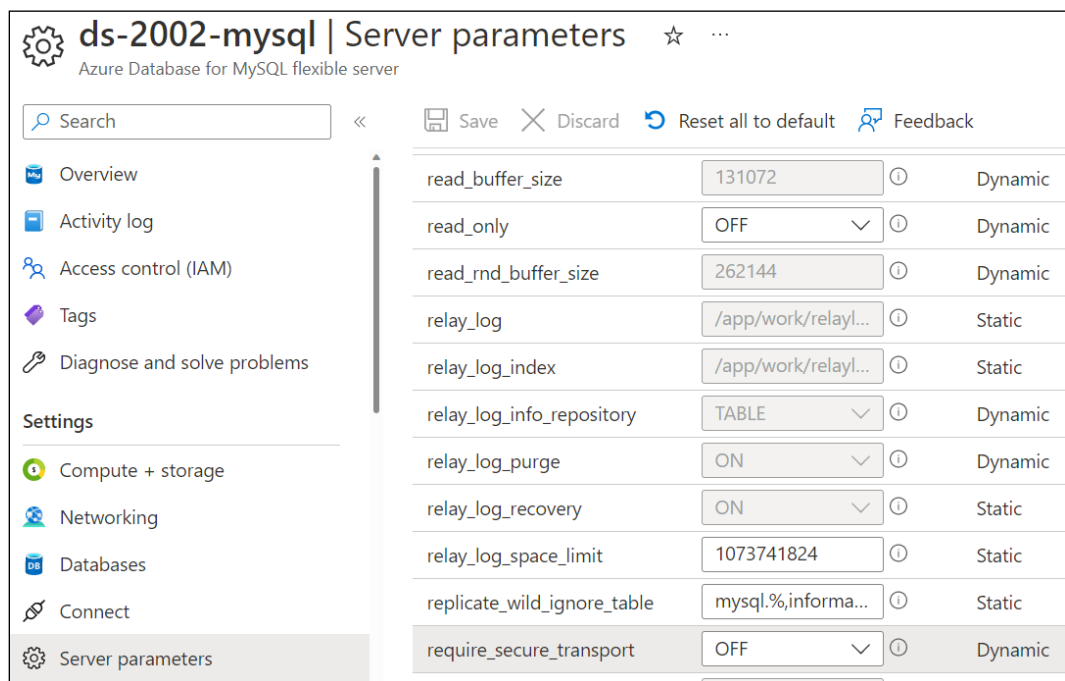 ds-2002-mysql | Server parameters ☆ ...
Azure Database for MySQL flexible server
Search «
Save Discard Reset all to default Feedback
Overview
Activity log
Access control (IAM)
Tags
Diagnose and solve problems
Settings
Compute + storage
Networking
Databases
Connect
Server parameters
read_buffer_size 131072 Dynamic
read_only OFF Dynamic
read_rnd_buffer_size 262144 Dynamic
relay_log /app/work/relayl... Static
relay_log_index /app/work/relayl... Static
relay_log_info_repository TABLE Dynamic
relay_log_purge ON Dynamic
relay_log_recovery ON Static
relay_log_space_limit 1073741824 Static
replicate_wild_ignore_table mysql.%,informa... Static
require_secure_transport OFF Dynamic